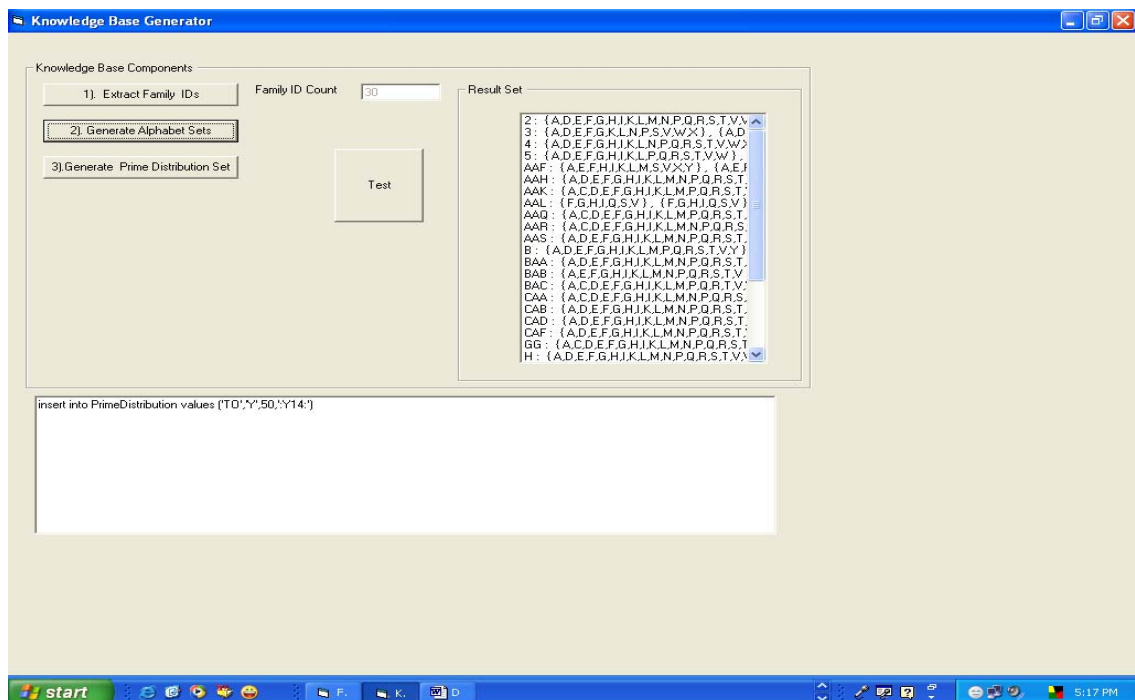 Knowledge Base Generator
Knowledge Base Components
1). Extract Family IDs
Family ID Count
30
Result Set
2). Generate Alphabet Sets
3).Generate Prime Distribution Set
Test
2 : {A,D,E,F,G,H,I,K,L,M,N,P,Q,R,S,T,V,V
3 : {A,D,E,F,G,K,L,N,P,S,V,W,X} , {A,D
4 : {A,D,E,F,G,H,I,K,L,N,P,Q,R,S,T,V,W,X
5 : {A,D,E,F,G,H,I,K,L,P,Q,R,S,T,V,W} ,
AAF : {A,E,F,H,I,K,L,M,S,V,X,Y} , {A,E,F
AAH : {A,D,E,F,G,H,I,K,L,M,N,P,Q,R,S,T,
AAK : {A,C,D,E,F,G,H,I,K,L,M,P,Q,R,S,T,
AAL : {F,G,H,I,Q,S,V} , {F,G,H,I,Q,S,V}
AAQ : {A,C,D,E,F,G,H,I,K,L,M,P,Q,R,S,T,
AAR : {A,C,D,E,F,G,H,I,K,L,M,N,P,Q,R,S,
AAS : {A,D,E,F,G,H,I,K,L,M,N,P,Q,R,S,T,
B : {A,D,E,F,G,H,I,K,L,M,P,Q,R,S,T,V,Y}
BAA : {A,D,E,F,G,H,I,K,L,M,N,P,Q,R,S,T,
BAB : {A,E,F,G,H,I,K,L,M,N,P,Q,R,S,T,V
BAC : {A,C,D,E,F,G,H,I,K,L,M,P,Q,R,T,V,
CAA : {A,C,D,E,F,G,H,I,K,L,M,N,P,Q,R,S,
CAB : {A,D,E,F,G,H,I,K,L,M,N,P,Q,R,S,T,
CAD : {A,D,E,F,G,H,I,K,L,M,N,P,Q,R,S,T,
CAF : {A,D,E,F,G,H,I,K,L,M,N,P,Q,R,S,T,
GG : {A,C,D,E,F,G,H,I,K,L,M,N,P,Q,R,S,T
H : {A,D,E,F,G,H,I,K,L,M,N,P,Q,R,S,T,V,V
insert into PrimeDistribution values ('TO','Y',50,':Y14:')
start
F.
K.
D
5:17 PM